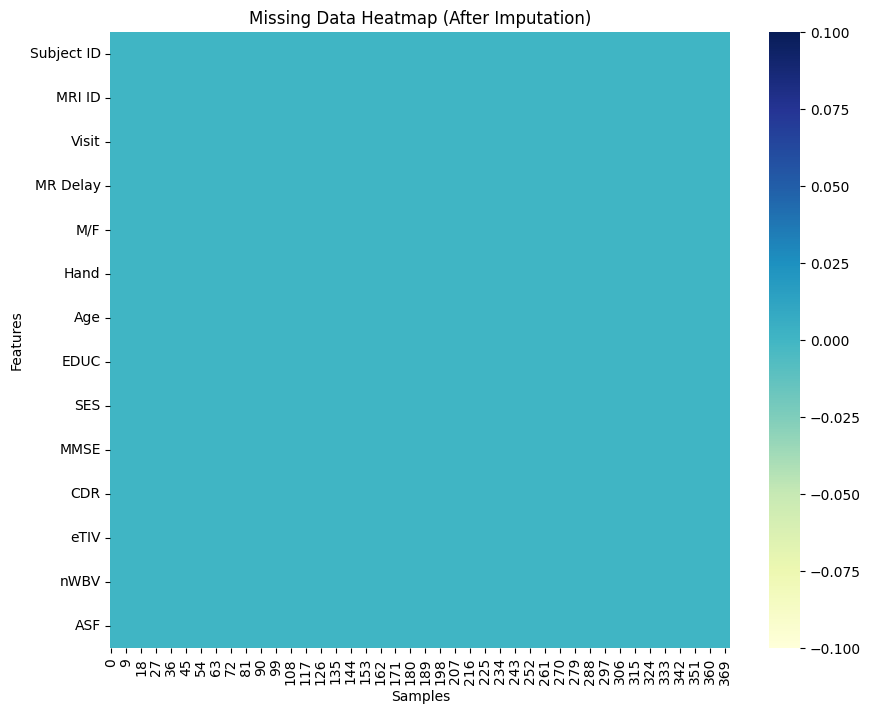 Missing Data Heatmap (After Imputation)
Features
Subject ID
MRI ID
Visit
MR Delay
M/F
Hand
Age
EDUC
SES
MMSE
CDR
eTIV
nWBV
ASF
0 9 18 27 36 45 54 63 72 81 90 99 108 117 126 135 144 153 162 171 180 189 198 207 216 225 234 243 252 261 270 279 288 297 306 315 324 333 342 351 360 369
Samples
0.100
0.075
0.050
0.025
0.000
−0.025
−0.050
−0.075
−0.100